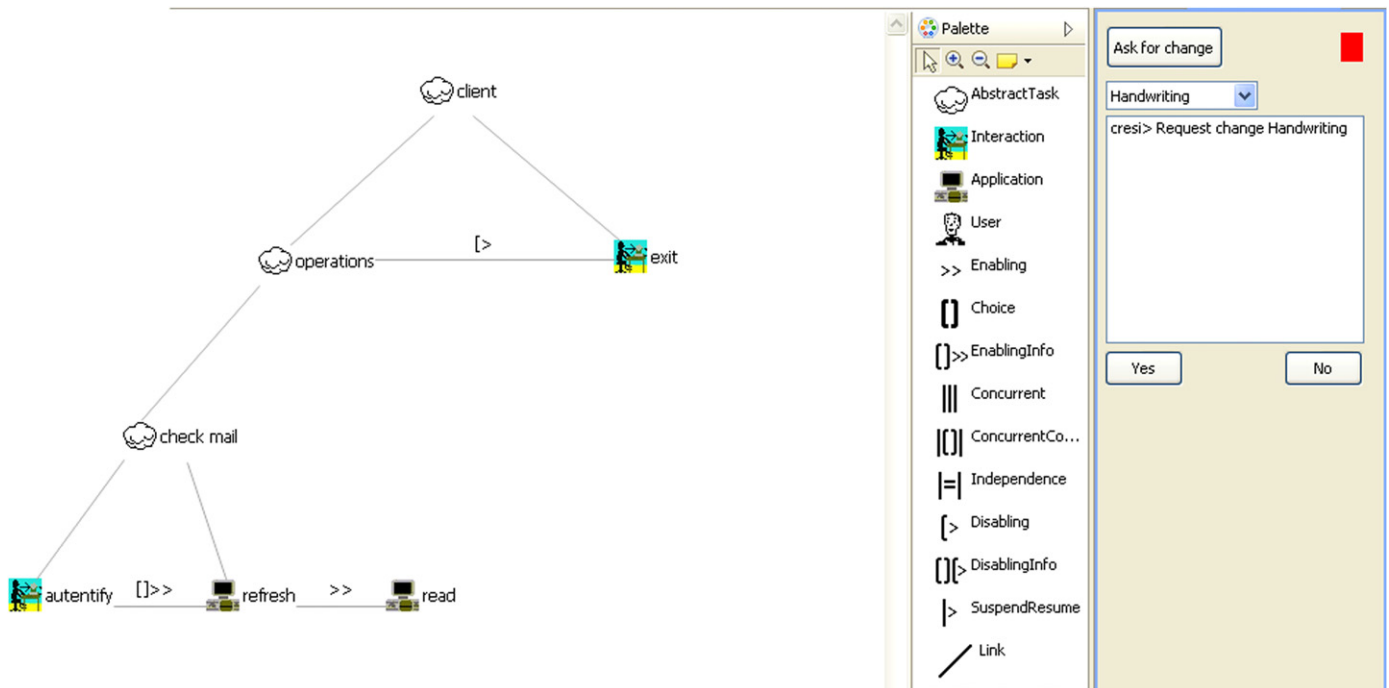 client
operations
[>
exit
check mail
autentify
[]>>
refresh
>>
read
Palette
AbstractTask
Interaction
Application
User
>> Enabling
[] Choice
[]>> EnablingInfo
||| Concurrent
|[]| ConcurrentCo...
|=| Independence
[> Disabling
[][> DisablingInfo
|> SuspendResume
Link
Ask for change
Handwriting
cresi> Request change Handwriting
Yes
No